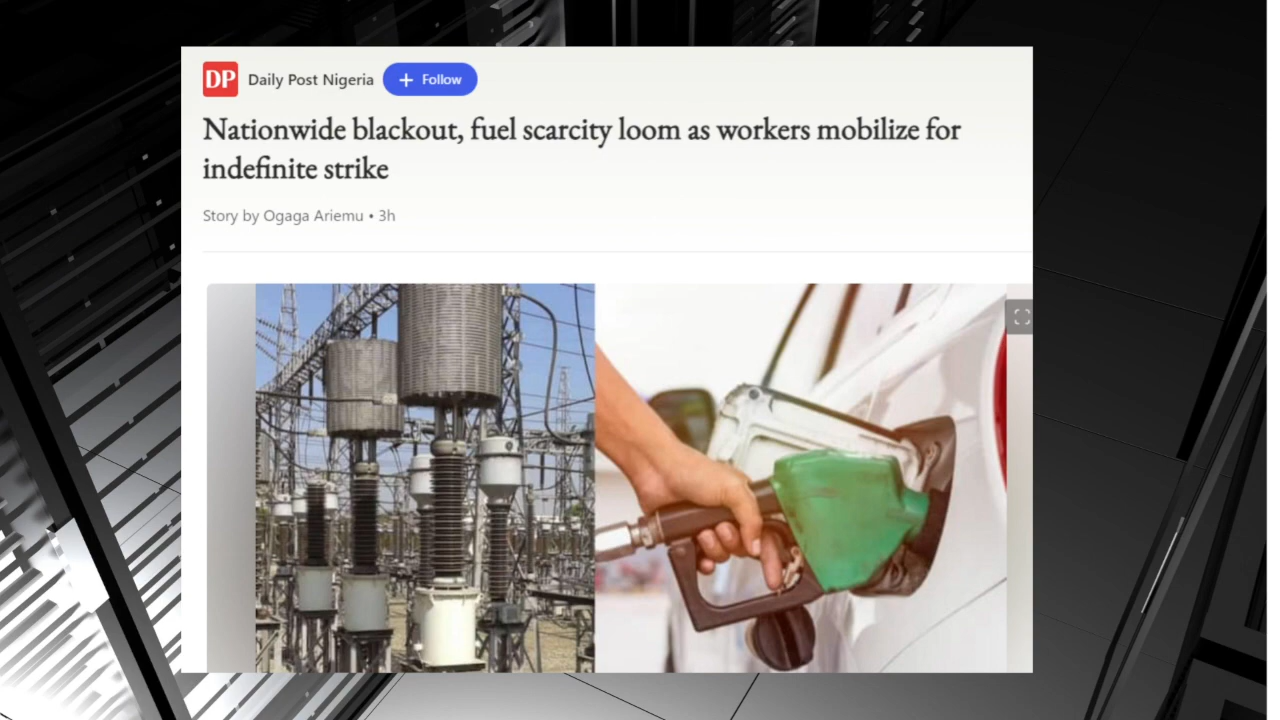 DP Daily Post Nigeria + Follow
Nationwide blackout, fuel scarcity loom as workers mobilize for
indefinite strike
Story by Ogaga Ariemu • 3h